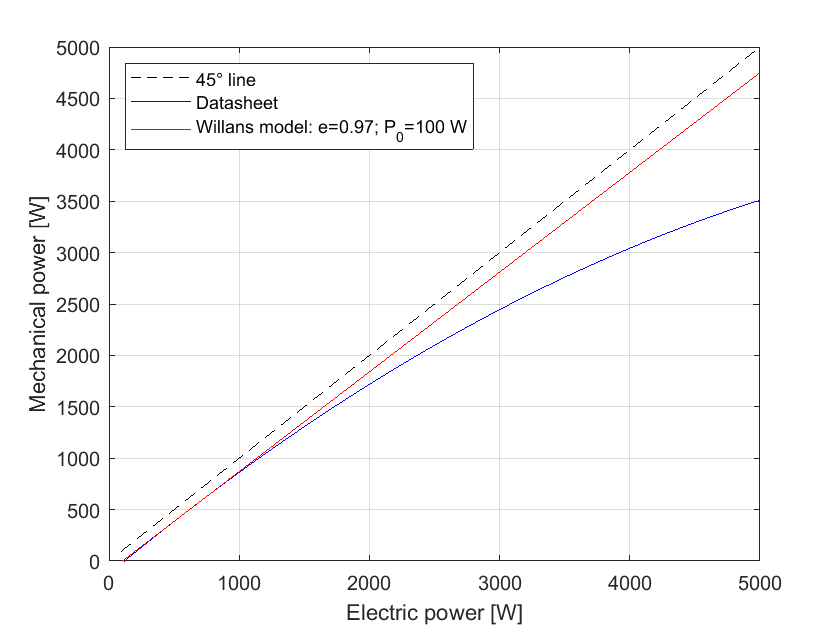 5000
4500
4000
3500
3000
2500
2000
1500
1000
500
0
Mechanical power [W]
45° line
Datasheet
Willans model: e=0.97; P0=100 W
0 1000 2000 3000 4000 5000
Electric power [W]